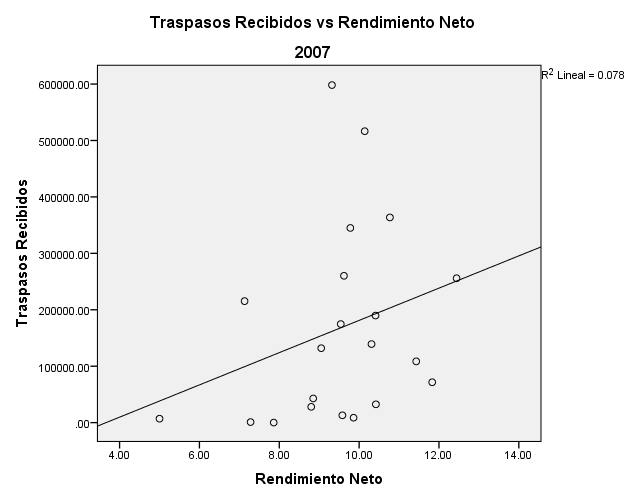 Traspasos Recibidos vs Rendimiento Neto
2007
R2 Lineal = 0.078
600000.00
500000.00
400000.00
300000.00
200000.00
100000.00
.00
Traspasos Recibidos
4.00 6.00 8.00 10.00 12.00 14.00
Rendimiento Neto